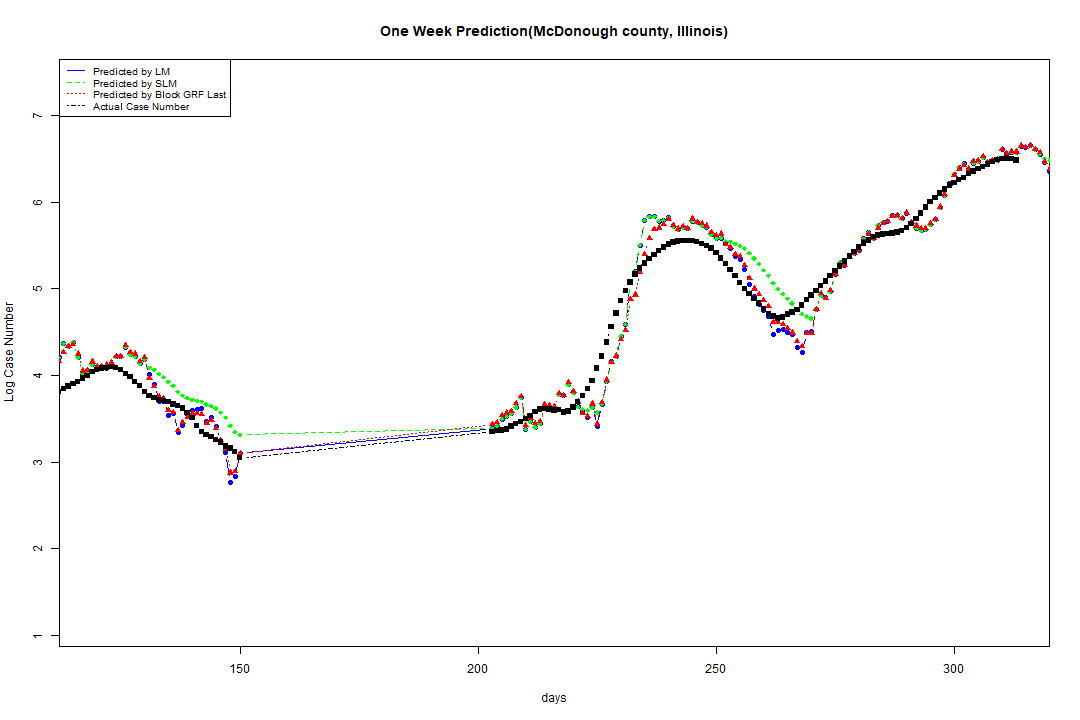 One Week Prediction(McDonough county, Illinois)
Predicted by LM
Predicted by SLM
Predicted by Block GRF Last
Actual Case Number
7
6
5
4
3
2
1
Log Case Number
150
200
250
300
days